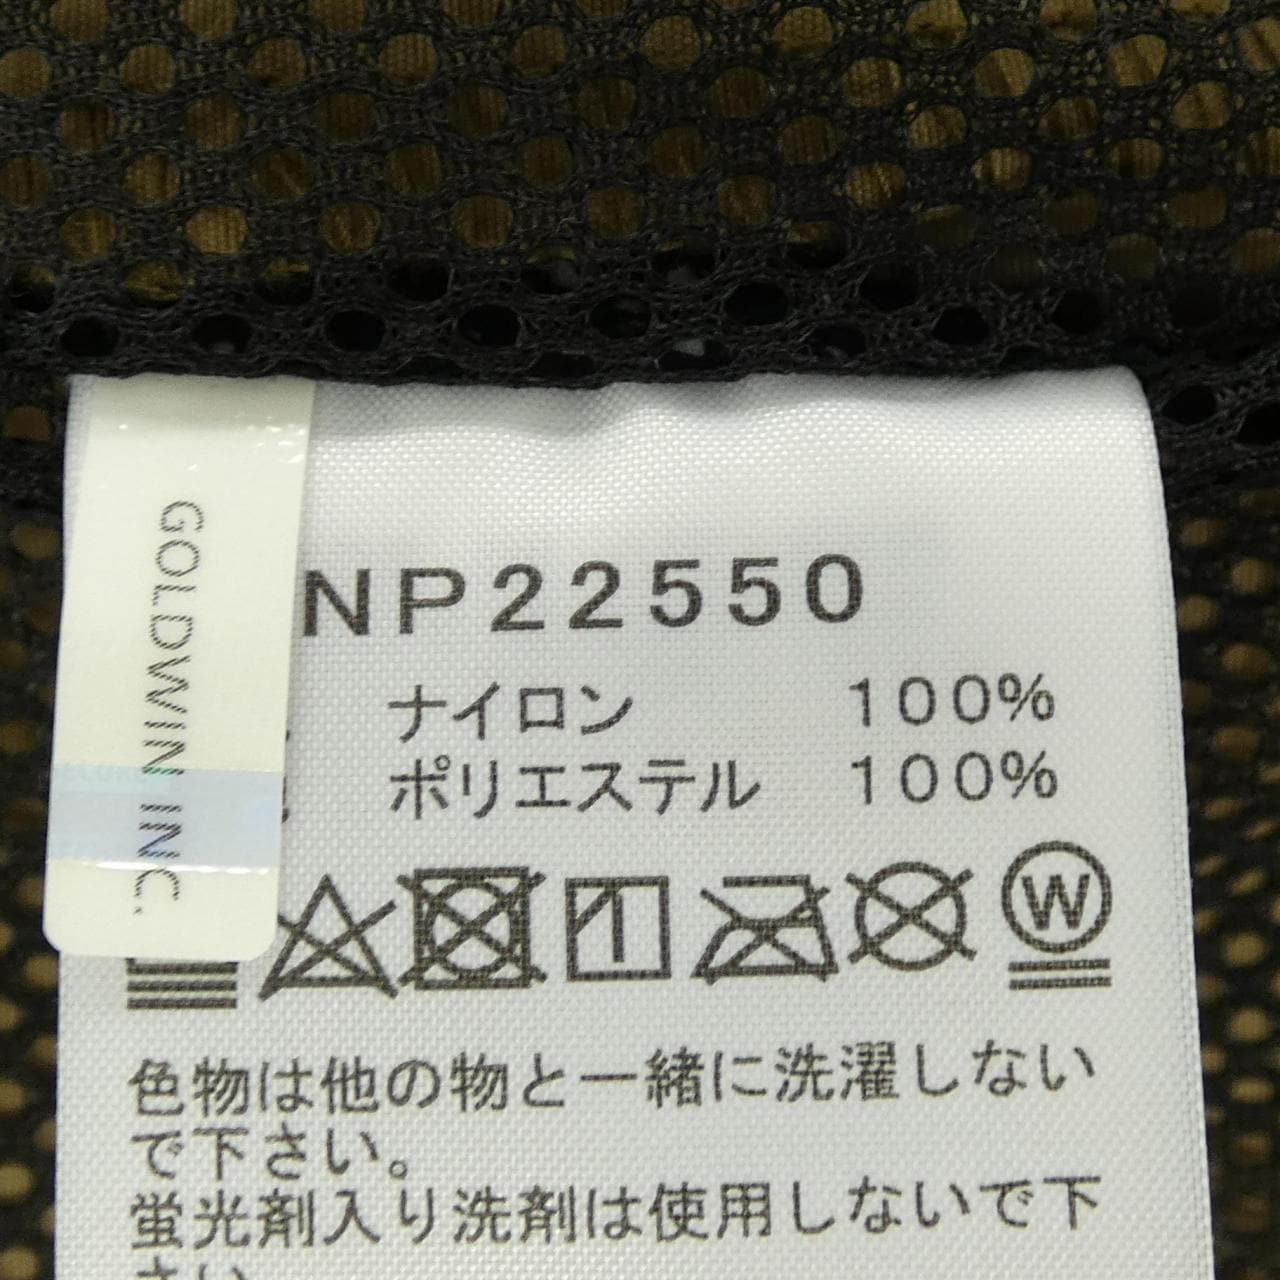 GOLDWIN INC.
NP22550
ナイロン 100%
ポリエステル 100%
W
色物は他の物と一緒に洗濯しない
で下さい。
蛍光剤入り洗剤は使用しないで下
さい